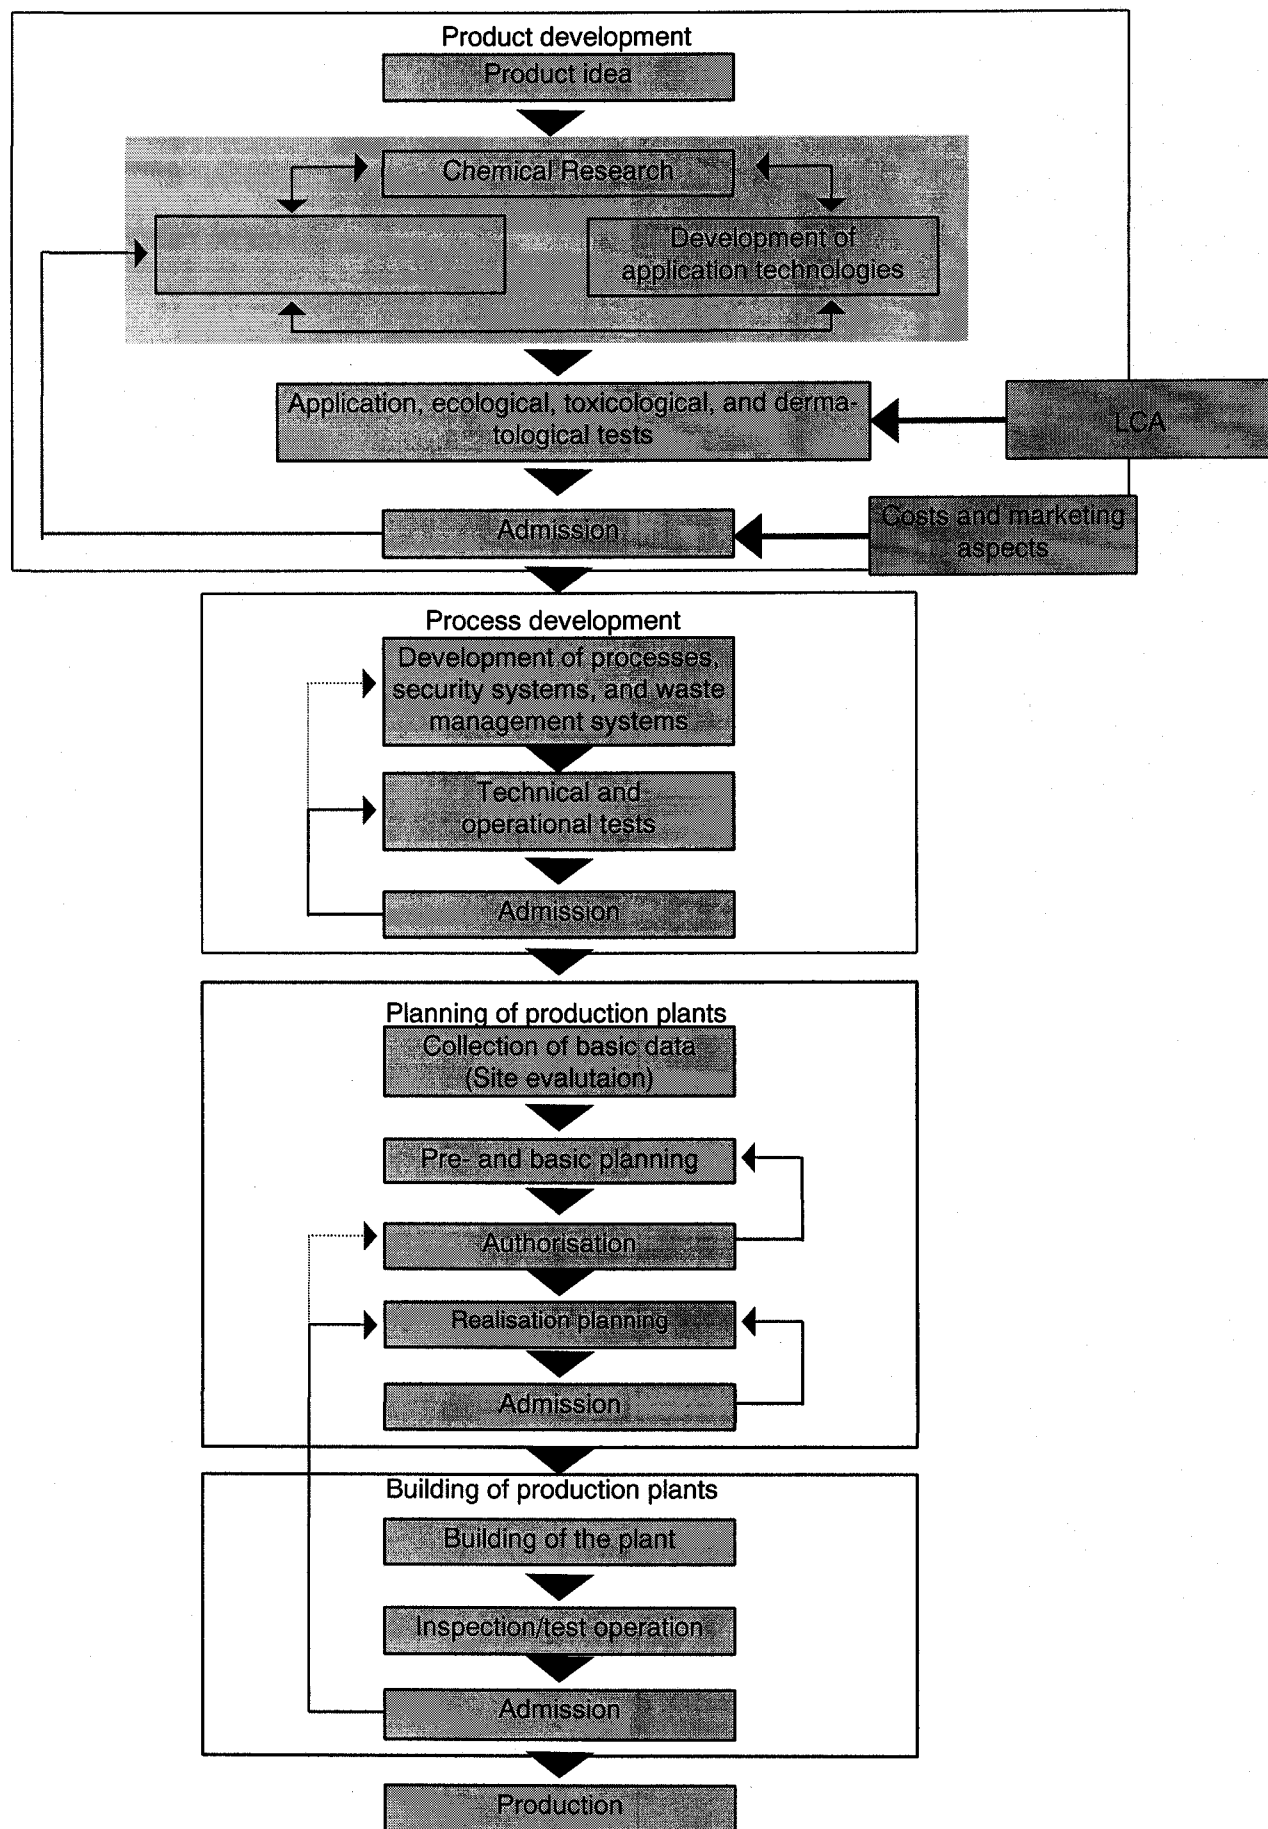 Product development
Product idea
Chemical Research
Development of
application technologies
Application, ecological, toxicological, and derma-
tological tests
LCA
Admission
Costs and marketing
aspects
Process development
Development of processes,
security systems, and waste
management systems
Technical and
operational tests
Admission
Planning of production plants
Collection of basic data
(Site evalutaion)
Pre- and basic planning
Authorisation
Realisation planning
Admission
Building of production plants
Building of the plant
Inspection/test operation
Admission
Production